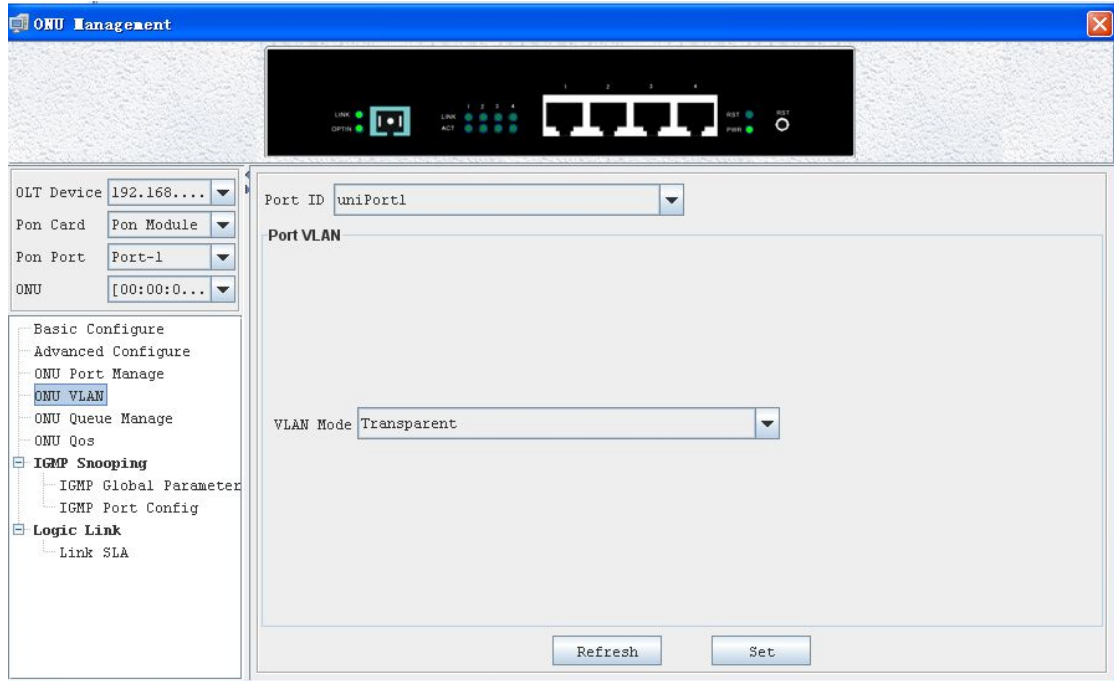 ONU Management
1 2 3 4
LINK
OPTIN
1 2 3 4
LINK
ACT
RST
PWR
RST
OLT Device 192.168....
Pon Card Pon Module
Pon Port Port-1
ONU [00:00:0...
Basic Configure
Advanced Configure
ONU Port Manage
ONU VLAN
ONU Queue Manage
ONU Qos
IGMP Snooping
IGMP Global Parameter
IGMP Port Config
Logic Link
Link SLA
Port ID uniPort1
Port VLAN
VLAN Mode Transparent
Refresh Set